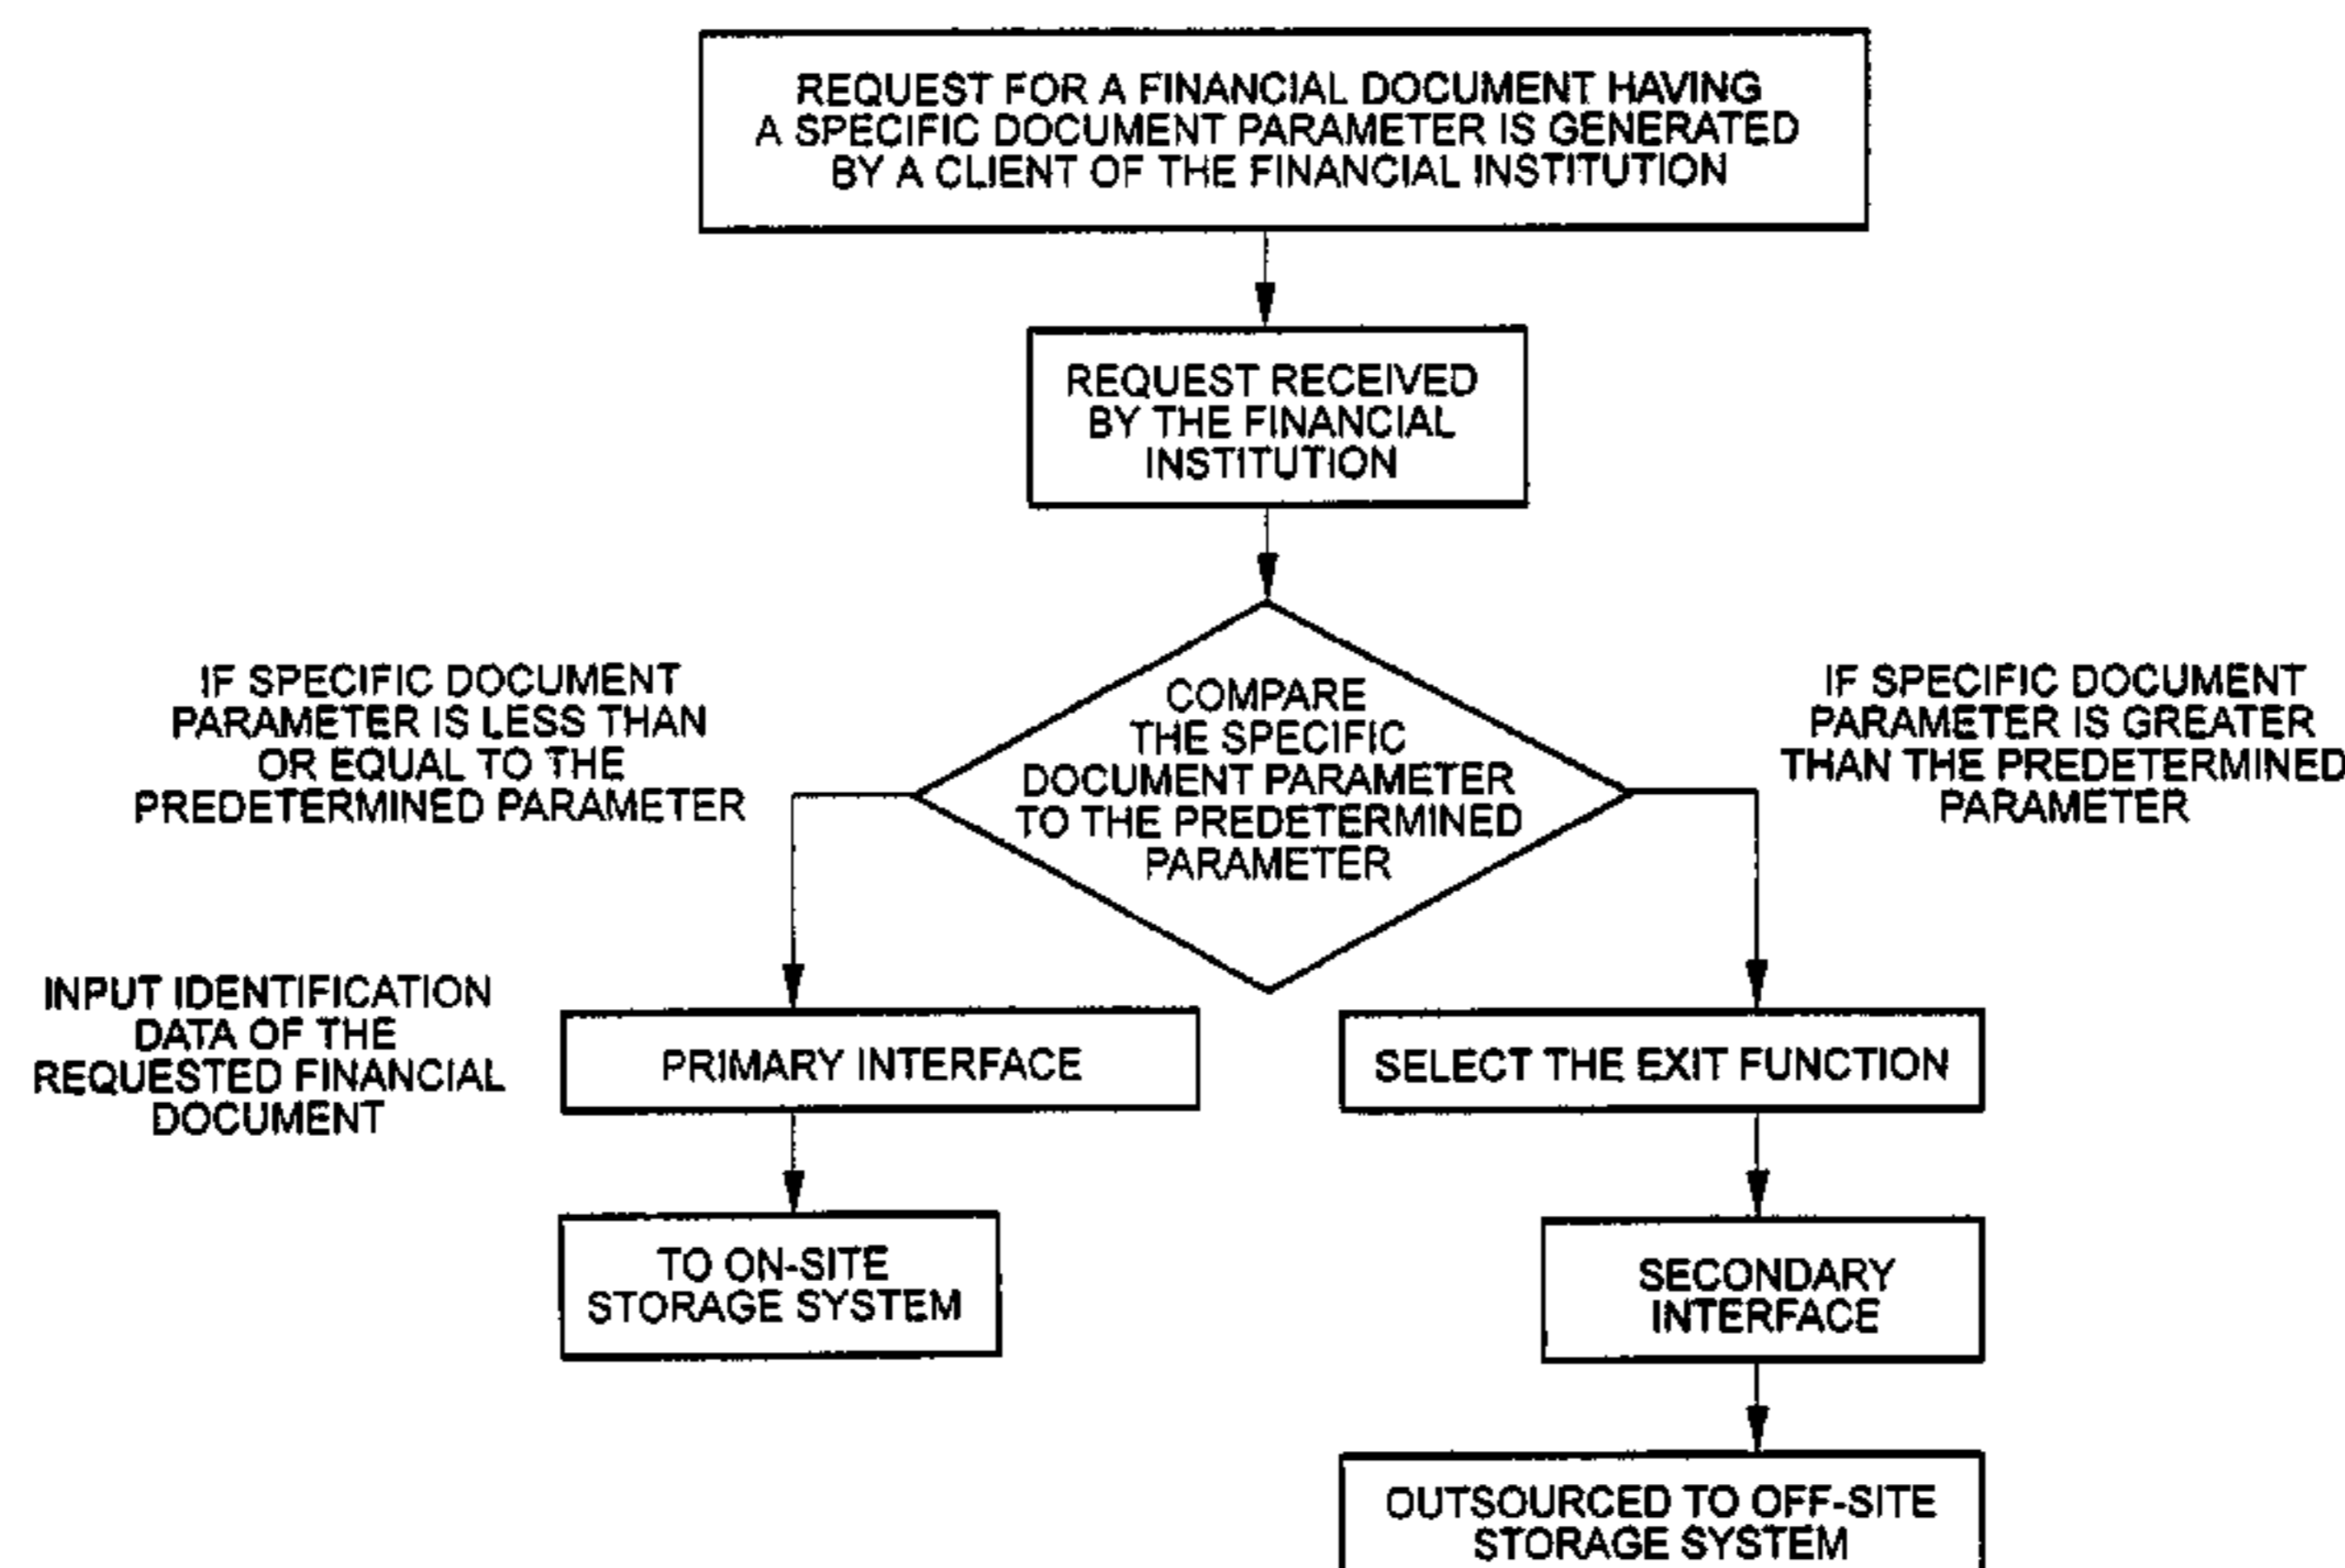 REQUEST FOR A FINANCIAL DOCUMENT HAVING
A SPECIFIC DOCUMENT PARAMETER IS GENERATED
BY A CLIENT OF THE FINANCIAL INSTITUTION
REQUEST RECEIVED
BY THE FINANCIAL
INSTITUTION
IF SPECIFIC DOCUMENT
PARAMETER IS LESS THAN
OR EQUAL TO THE
PREDETERMINED PARAMETER
COMPARE
THE SPECIFIC
DOCUMENT PARAMETER
TO THE PREDETERMINED
PARAMETER
IF SPECIFIC DOCUMENT
PARAMETER IS GREATER
THAN THE PREDETERMINED
PARAMETER
INPUT IDENTIFICATION
DATA OF THE
REQUESTED FINANCIAL
DOCUMENT
PRIMARY INTERFACE
SELECT THE EXIT FUNCTION
TO ON-SITE
STORAGE SYSTEM
SECONDARY
INTERFACE
OUTSOURCED TO OFF-SITE
STORAGE SYSTEM